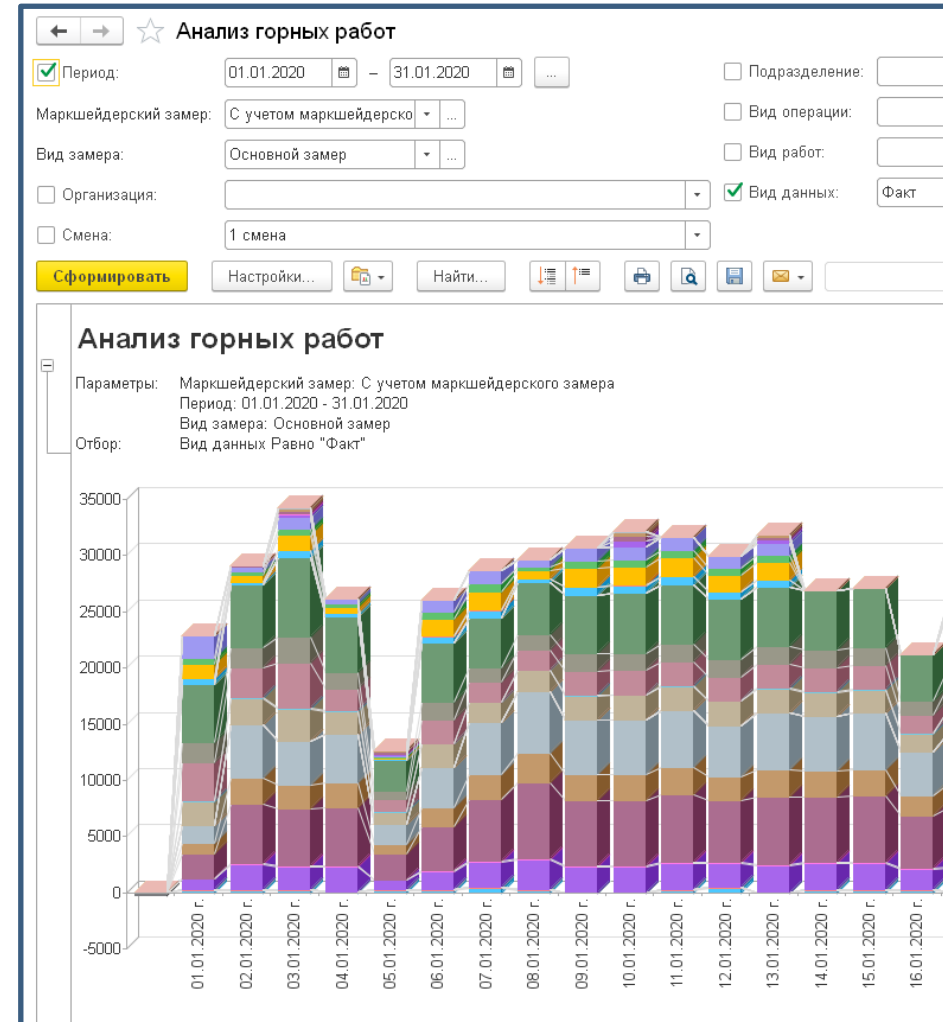 Анализ горных работ
Период: 01.01.2020 – 31.01.2020 ... Подразделение:
Маркшейдерский замер: С учетом маркшейдерско ... Вид операции:
Вид замера: Основной замер ... Вид работ:
Организация: Вид данных: Факт
Смена: 1 смена
Сформировать Настройки... Найти...
Анализ горных работ
Параметры: Маркшейдерский замер: С учетом маркшейдерского замера
Период: 01.01.2020 - 31.01.2020
Вид замера: Основной замер
Отбор: Вид данных Равно "Факт"
35000
30000
25000
20000
15000
10000
5000
0
-5000
01.01.2020 г.
02.01.2020 г.
03.01.2020 г.
04.01.2020 г.
05.01.2020 г.
06.01.2020 г.
07.01.2020 г.
08.01.2020 г.
09.01.2020 г.
10.01.2020 г.
11.01.2020 г.
12.01.2020 г.
13.01.2020 г.
14.01.2020 г.
15.01.2020 г.
16.01.2020 г.